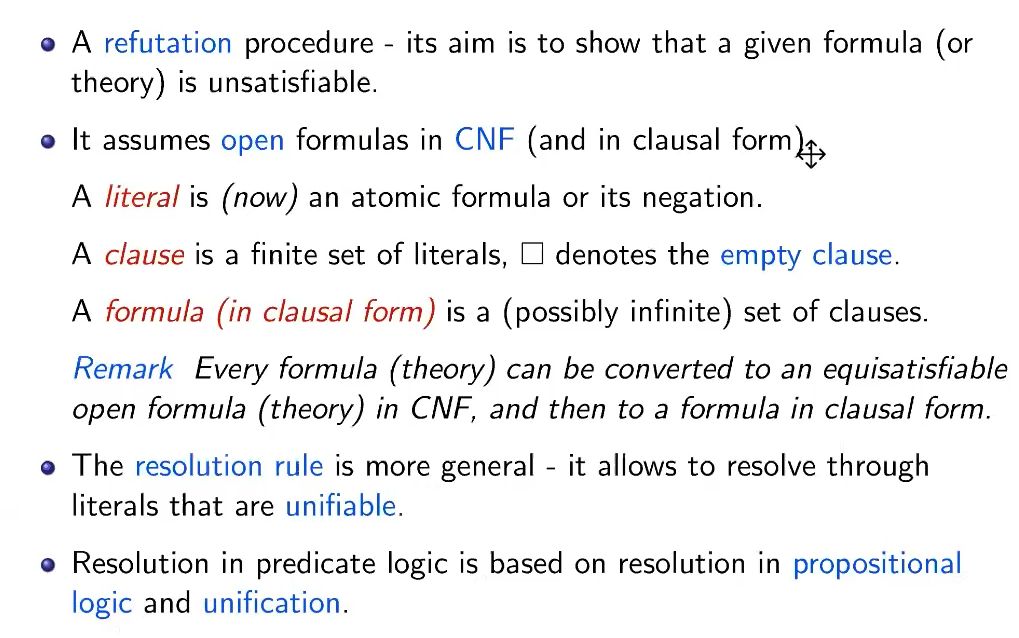 A refutation procedure - its aim is to show that a given formula (or
theory) is unsatisfiable.
It assumes open formulas in CNF (and in clausal form).
A literal is (now) an atomic formula or its negation.
A clause is a finite set of literals, □ denotes the empty clause.
A formula (in clausal form) is a (possibly infinite) set of clauses.
Remark Every formula (theory) can be converted to an equisatisfiable
open formula (theory) in CNF, and then to a formula in clausal form.
The resolution rule is more general - it allows to resolve through
literals that are unifiable.
Resolution in predicate logic is based on resolution in propositional
logic and unification.